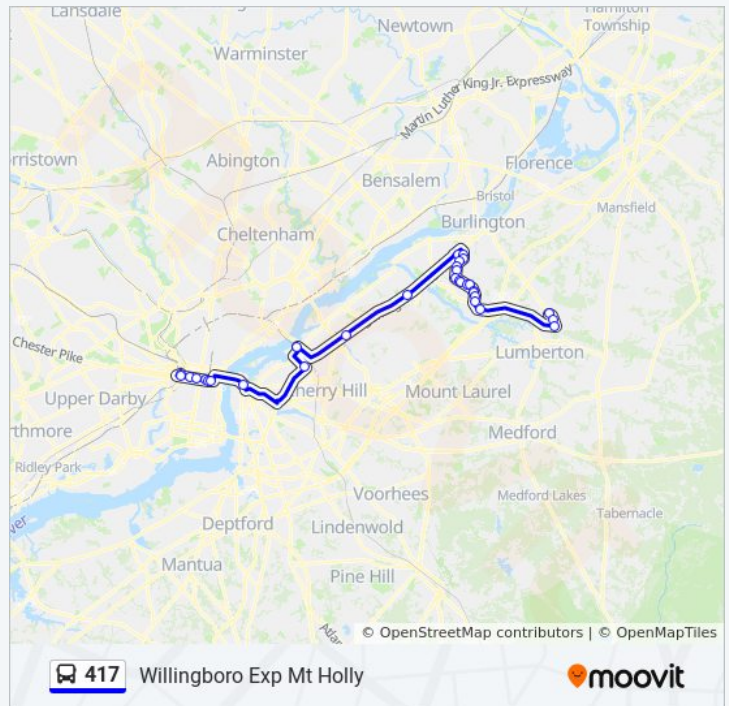 Lansdale
Hamilton
Township
Newtown
Warminster
Martin Luther King Jr. Expressway
rristown
Abington
Florence
Bensalem
Bristol
Mansfield
Burlington
Cheltenham
Chester Pike
Lumberton
Upper Darby
herry Hill
Mount Laurel
rthmore
Medford
Ridley Park
Voorhees
Medford Lakes
Tabernacle
ver
Deptford
Lindenwold
Mantua
Pine Hill
Atla
© OpenStreetMap contributors | © OpenMapTiles
417 Willingboro Exp Mt Holly
moovit